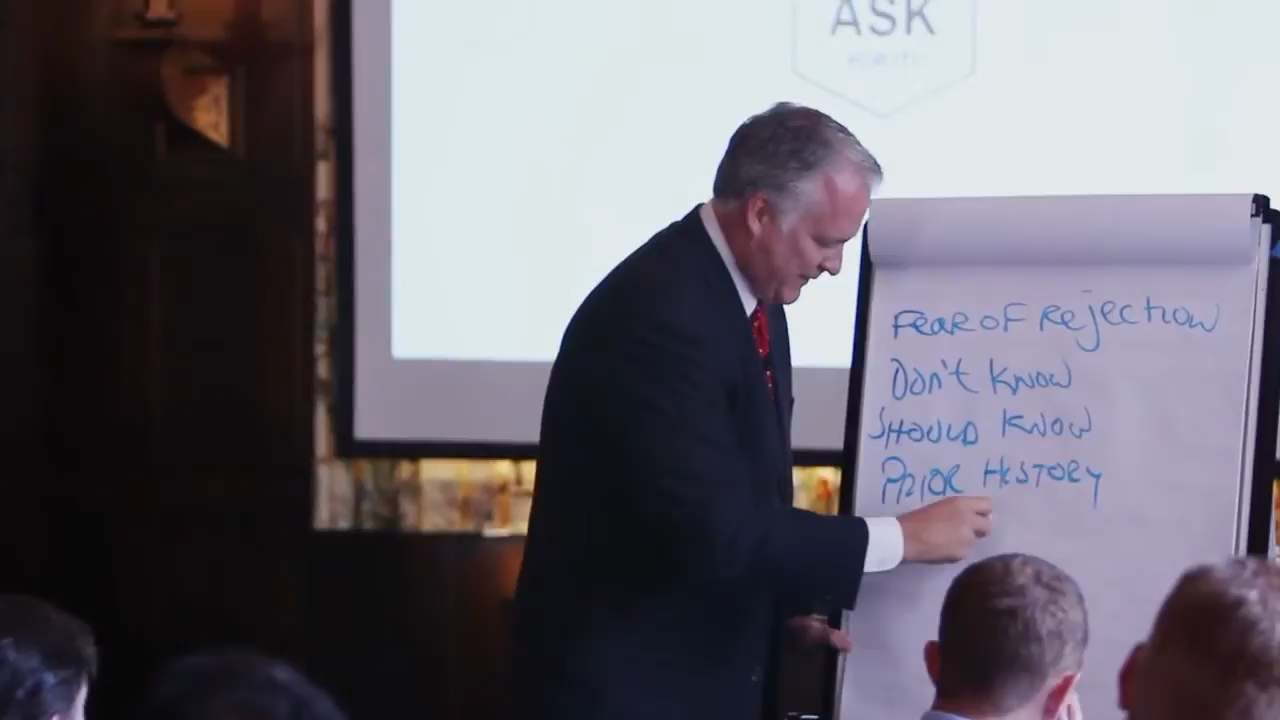 ASK
Fear of Rejection
Don't Know
Should Know
Prior History